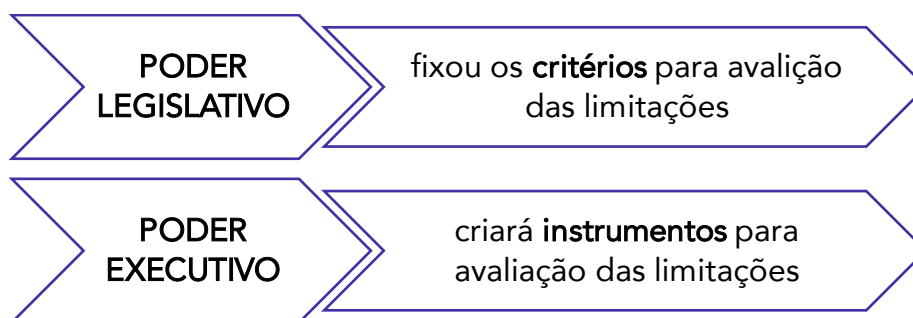 PODER
LEGISLATIVO
fixou os critérios para avalição
das limitações
PODER
EXECUTIVO
criará instrumentos para
avaliação das limitações